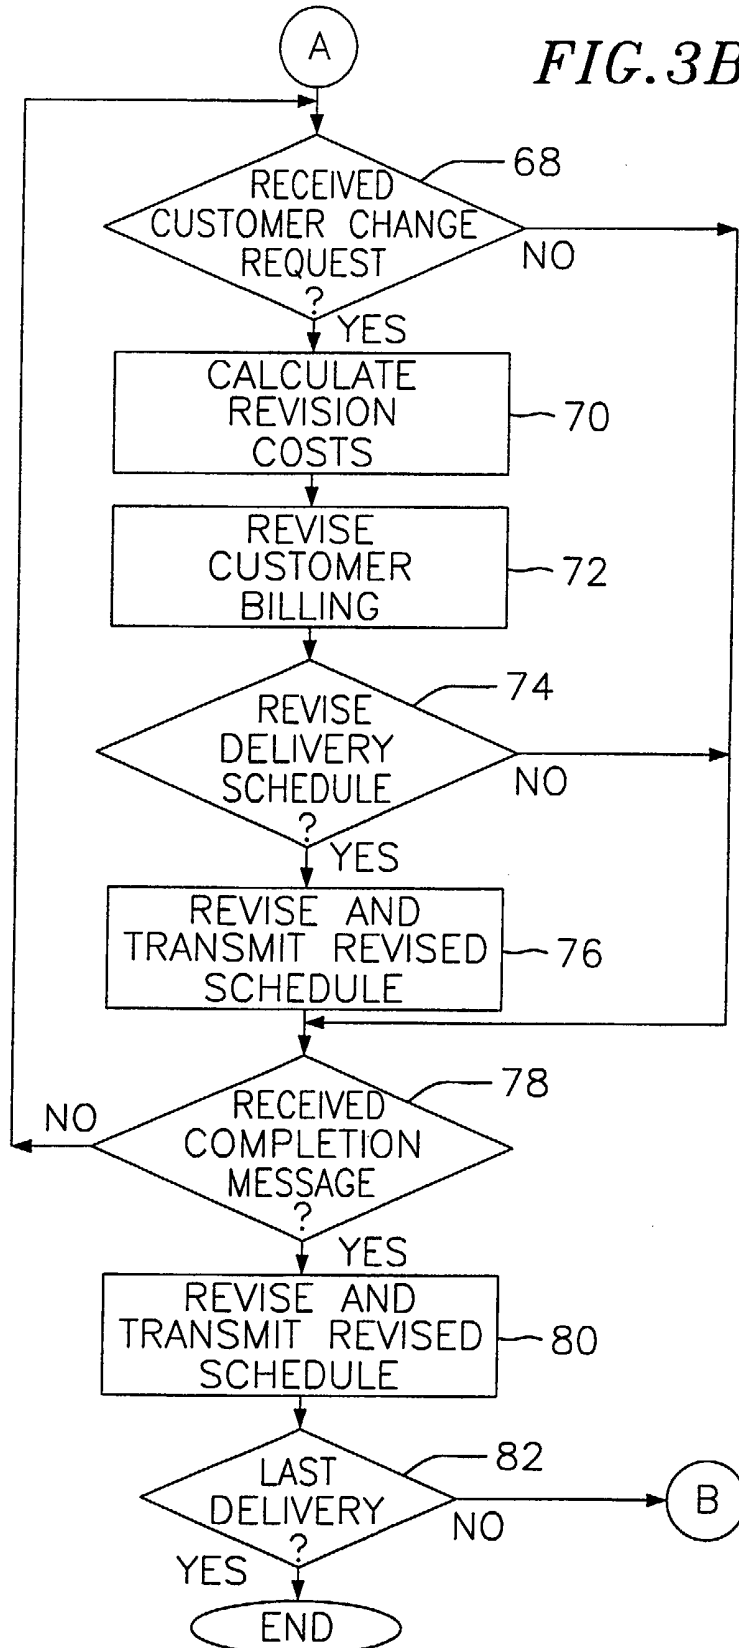 A
FIG.3B
68
RECEIVED
CUSTOMER CHANGE
REQUEST
?
NO
YES
CALCULATE
REVISION
COSTS
70
REVISE
CUSTOMER
BILLING
72
74
REVISE
DELIVERY
SCHEDULE
?
NO
YES
REVISE AND
TRANSMIT REVISED
SCHEDULE
76
78
RECEIVED
COMPLETION
MESSAGE
?
NO
YES
REVISE AND
TRANSMIT REVISED
SCHEDULE
80
82
LAST
DELIVERY
?
NO
B
YES
END